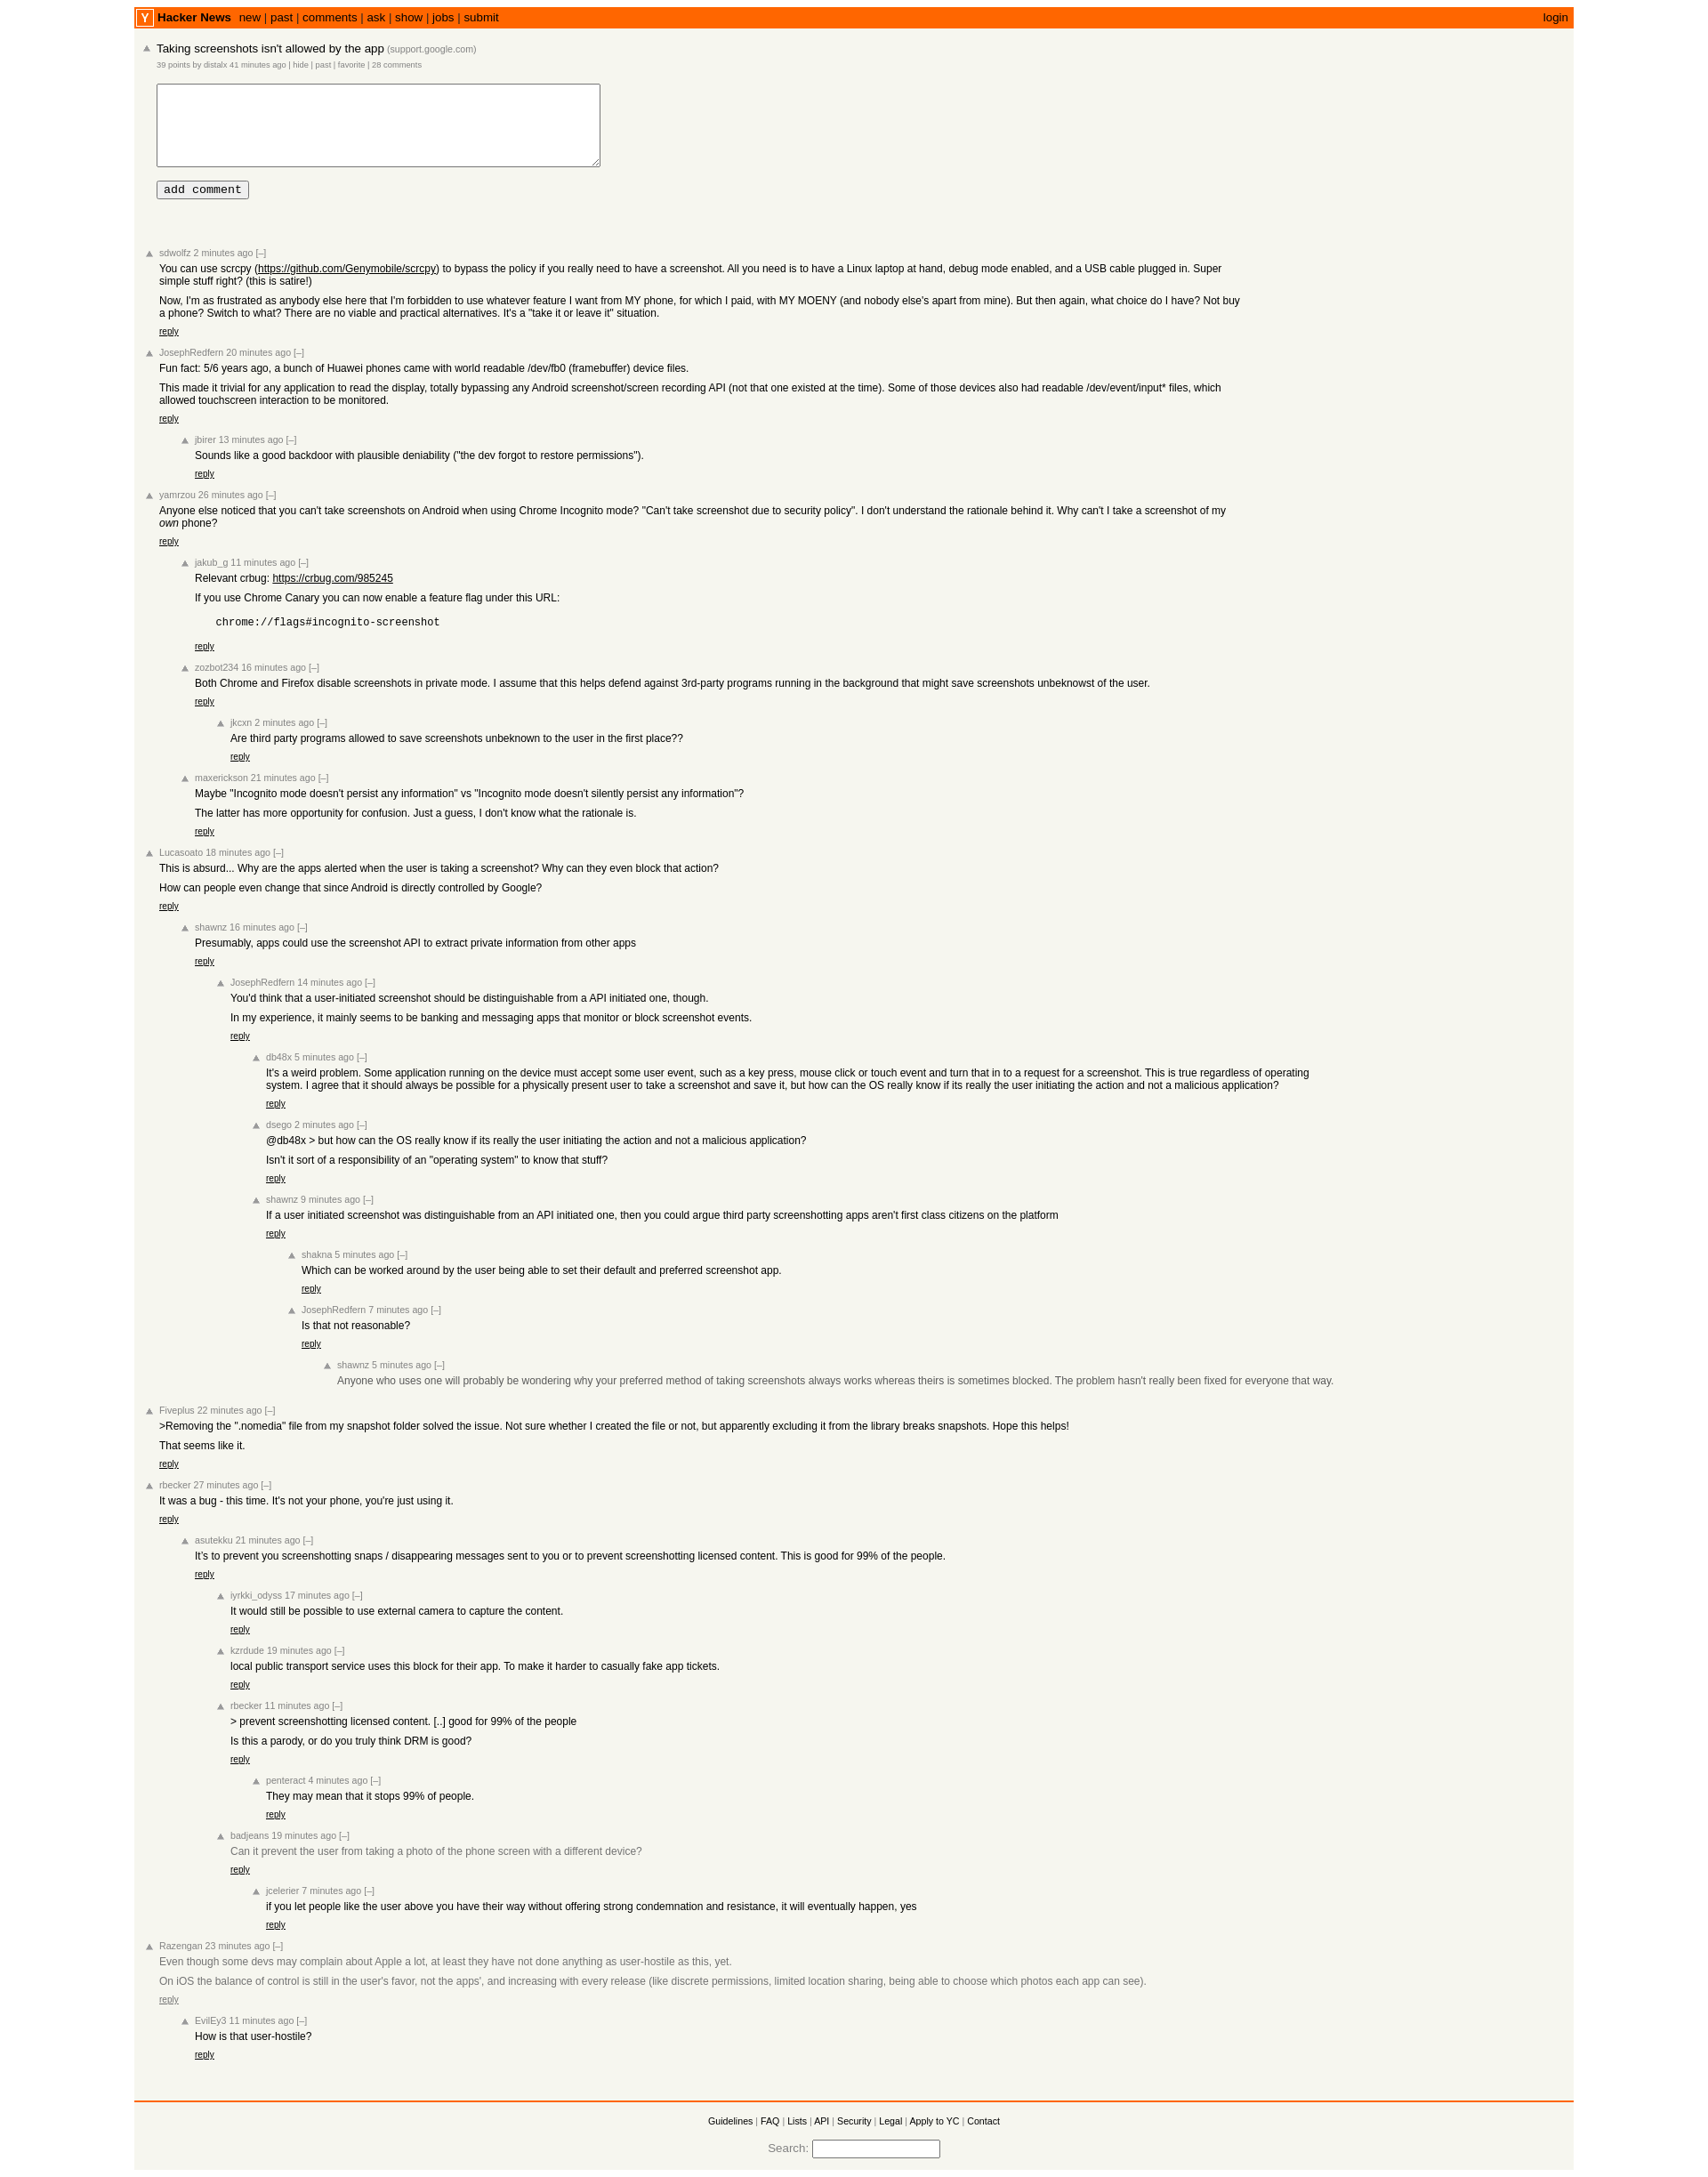 Y Hacker News new | past | comments | ask | show | jobs | submit login
Taking screenshots isn't allowed by the app (support.google.com)
39 points by distalx 41 minutes ago | hide | past | favorite | 28 comments
add comment
sdwolfz 2 minutes ago [–]
You can use scrcpy (https://github.com/Genymobile/scrcpy) to bypass the policy if you really need to have a screenshot. All you need is to have a Linux laptop at hand, debug mode enabled, and a USB cable plugged in. Super
simple stuff right? (this is satire!)
Now, I'm as frustrated as anybody else here that I'm forbidden to use whatever feature I want from MY phone, for which I paid, with MY MOENY (and nobody else's apart from mine). But then again, what choice do I have? Not buy
a phone? Switch to what? There are no viable and practical alternatives. It's a "take it or leave it" situation.
reply
JosephRedfern 20 minutes ago [–]
Fun fact: 5/6 years ago, a bunch of Huawei phones came with world readable /dev/fb0 (framebuffer) device files.
This made it trivial for any application to read the display, totally bypassing any Android screenshot/screen recording API (not that one existed at the time). Some of those devices also had readable /dev/event/input* files, which
allowed touchscreen interaction to be monitored.
reply
jbirer 13 minutes ago [–]
Sounds like a good backdoor with plausible deniability ("the dev forgot to restore permissions").
reply
yamrzou 26 minutes ago [–]
Anyone else noticed that you can't take screenshots on Android when using Chrome Incognito mode? "Can't take screenshot due to security policy". I don't understand the rationale behind it. Why can't I take a screenshot of my
own phone?
reply
jakub_g 11 minutes ago [–]
Relevant crbug: https://crbug.com/985245
If you use Chrome Canary you can now enable a feature flag under this URL:
chrome://flags#incognito-screenshot
reply
zozbot234 16 minutes ago [–]
Both Chrome and Firefox disable screenshots in private mode. I assume that this helps defend against 3rd-party programs running in the background that might save screenshots unbeknowst of the user.
reply
jkcxn 2 minutes ago [–]
Are third party programs allowed to save screenshots unbeknown to the user in the first place??
reply
maxerickson 21 minutes ago [–]
Maybe "Incognito mode doesn't persist any information" vs "Incognito mode doesn't silently persist any information"?
The latter has more opportunity for confusion. Just a guess, I don't know what the rationale is.
reply
Lucasoato 18 minutes ago [–]
This is absurd... Why are the apps alerted when the user is taking a screenshot? Why can they even block that action?
How can people even change that since Android is directly controlled by Google?
reply
shawnz 16 minutes ago [–]
Presumably, apps could use the screenshot API to extract private information from other apps
reply
JosephRedfern 14 minutes ago [–]
You'd think that a user-initiated screenshot should be distinguishable from a API initiated one, though.
In my experience, it mainly seems to be banking and messaging apps that monitor or block screenshot events.
reply
db48x 5 minutes ago [–]
It's a weird problem. Some application running on the device must accept some user event, such as a key press, mouse click or touch event and turn that in to a request for a screenshot. This is true regardless of operating
system. I agree that it should always be possible for a physically present user to take a screenshot and save it, but how can the OS really know if its really the user initiating the action and not a malicious application?
reply
dsego 2 minutes ago [–]
@db48x > but how can the OS really know if its really the user initiating the action and not a malicious application?
Isn't it sort of a responsibility of an "operating system" to know that stuff?
reply
shawnz 9 minutes ago [–]
If a user initiated screenshot was distinguishable from an API initiated one, then you could argue third party screenshotting apps aren't first class citizens on the platform
reply
shakna 5 minutes ago [–]
Which can be worked around by the user being able to set their default and preferred screenshot app.
reply
JosephRedfern 7 minutes ago [–]
Is that not reasonable?
reply
shawnz 5 minutes ago [–]
Anyone who uses one will probably be wondering why your preferred method of taking screenshots always works whereas theirs is sometimes blocked. The problem hasn't really been fixed for everyone that way.
Fiveplus 22 minutes ago [–]
>Removing the ".nomedia" file from my snapshot folder solved the issue. Not sure whether I created the file or not, but apparently excluding it from the library breaks snapshots. Hope this helps!
That seems like it.
reply
rbecker 27 minutes ago [–]
It was a bug - this time. It's not your phone, you're just using it.
reply
asutekku 21 minutes ago [–]
It's to prevent you screenshotting snaps / disappearing messages sent to you or to prevent screenshotting licensed content. This is good for 99% of the people.
reply
iyrkki_odyss 17 minutes ago [–]
It would still be possible to use external camera to capture the content.
reply
kzrdude 19 minutes ago [–]
local public transport service uses this block for their app. To make it harder to casually fake app tickets.
reply
rbecker 11 minutes ago [–]
> prevent screenshotting licensed content. [..] good for 99% of the people
Is this a parody, or do you truly think DRM is good?
reply
penteract 4 minutes ago [–]
They may mean that it stops 99% of people.
reply
badjeans 19 minutes ago [–]
Can it prevent the user from taking a photo of the phone screen with a different device?
reply
jcelerier 7 minutes ago [–]
if you let people like the user above you have their way without offering strong condemnation and resistance, it will eventually happen, yes
reply
Razengan 23 minutes ago [–]
Even though some devs may complain about Apple a lot, at least they have not done anything as user-hostile as this, yet.
On iOS the balance of control is still in the user's favor, not the apps', and increasing with every release (like discrete permissions, limited location sharing, being able to choose which photos each app can see).
reply
EvilEy3 11 minutes ago [–]
How is that user-hostile?
reply
Guidelines | FAQ | Lists | API | Security | Legal | Apply to YC | Contact
Search: